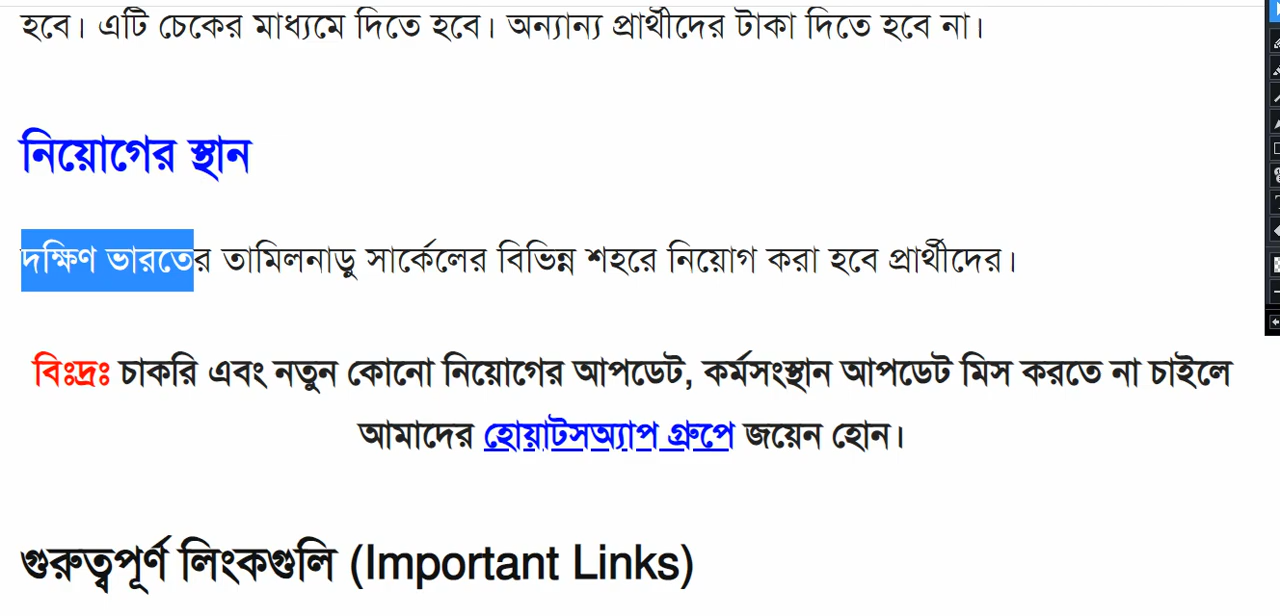 হবে। এটি চেকের মাধ্যমে দিতে হবে। অন্যান্য প্রার্থীদের টাকা দিতে হবে না।
নিয়োগের স্থান
দক্ষিণ ভারতের তামিলনাড়ু সার্কেলের বিভিন্ন শহরে নিয়োগ করা হবে প্রার্থীদের।
বিঃদ্রঃ চাকরি এবং নতুন কোনো নিয়োগের আপডেট, কর্মসংস্থান আপডেট মিস করতে না চাইলে
আমাদের হোয়াটসঅ্যাপ গ্রুপে জয়েন হোন।
গুরুত্বপূর্ণ লিংকগুলি (Important Links)